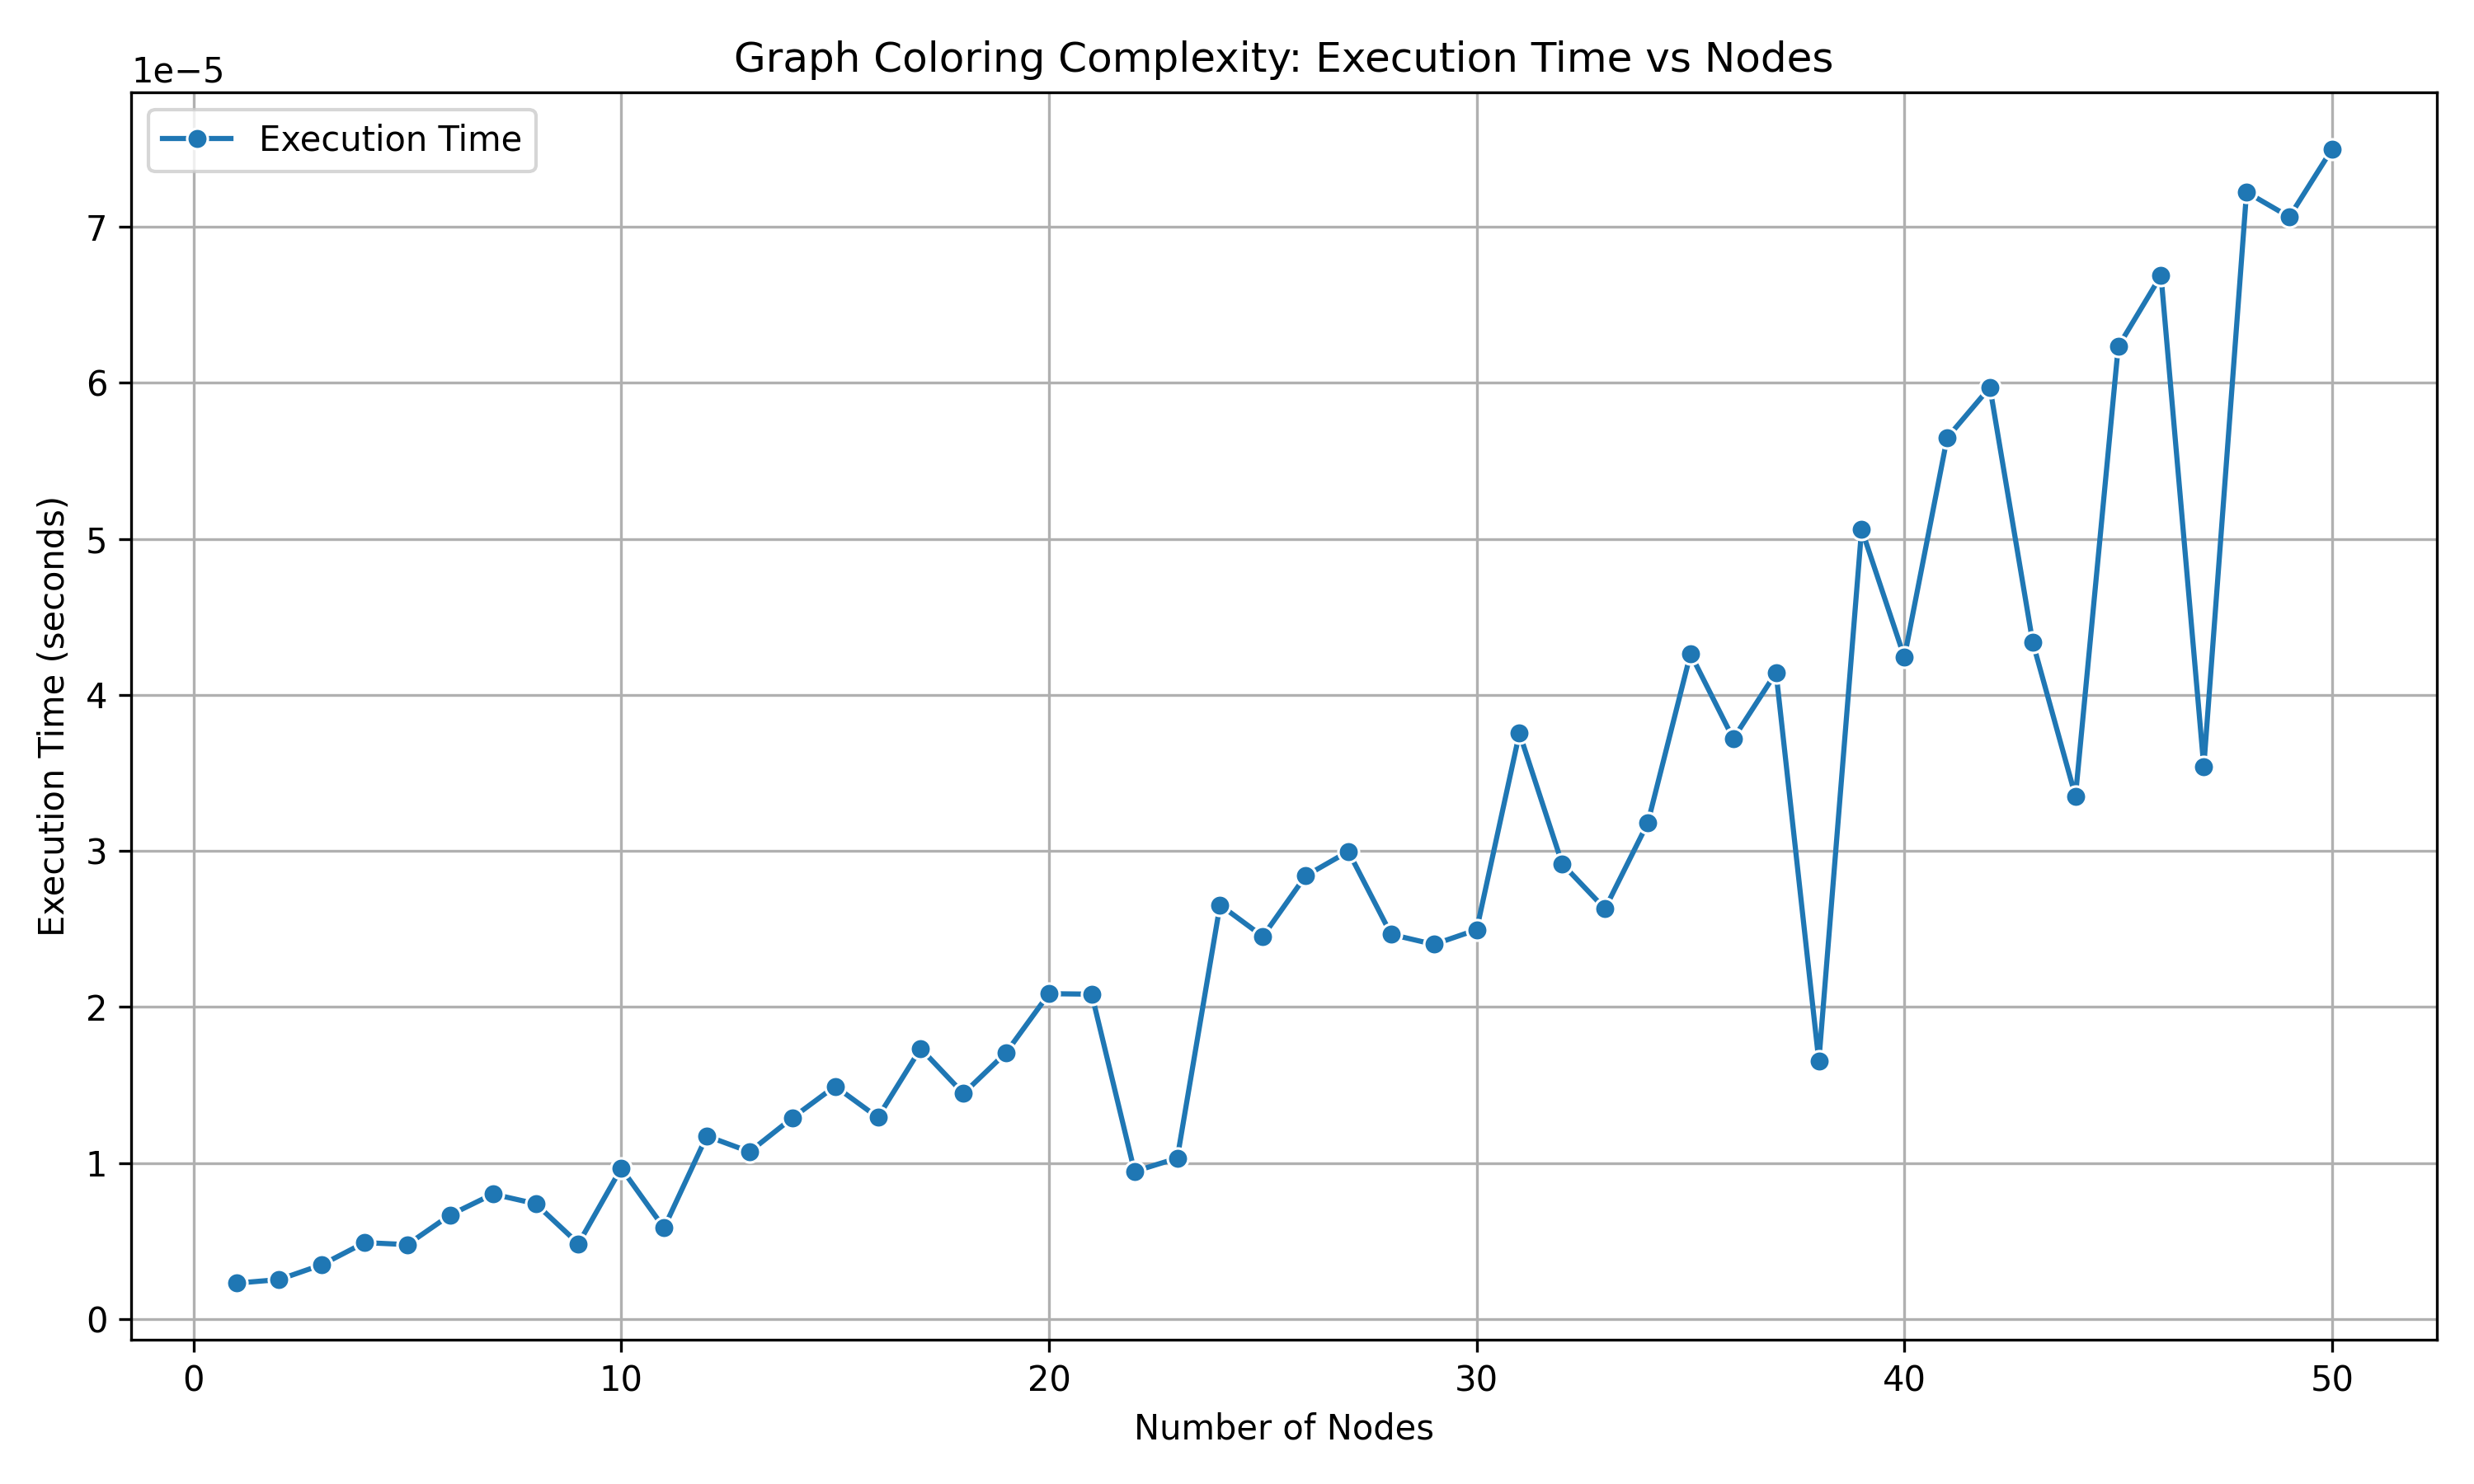 Graph Coloring Complexity: Execution Time vs Nodes
1e−5
Execution Time
7
6
5
4
3
2
1
0
Execution Time (seconds)
0 10 20 30 40 50
Number of Nodes